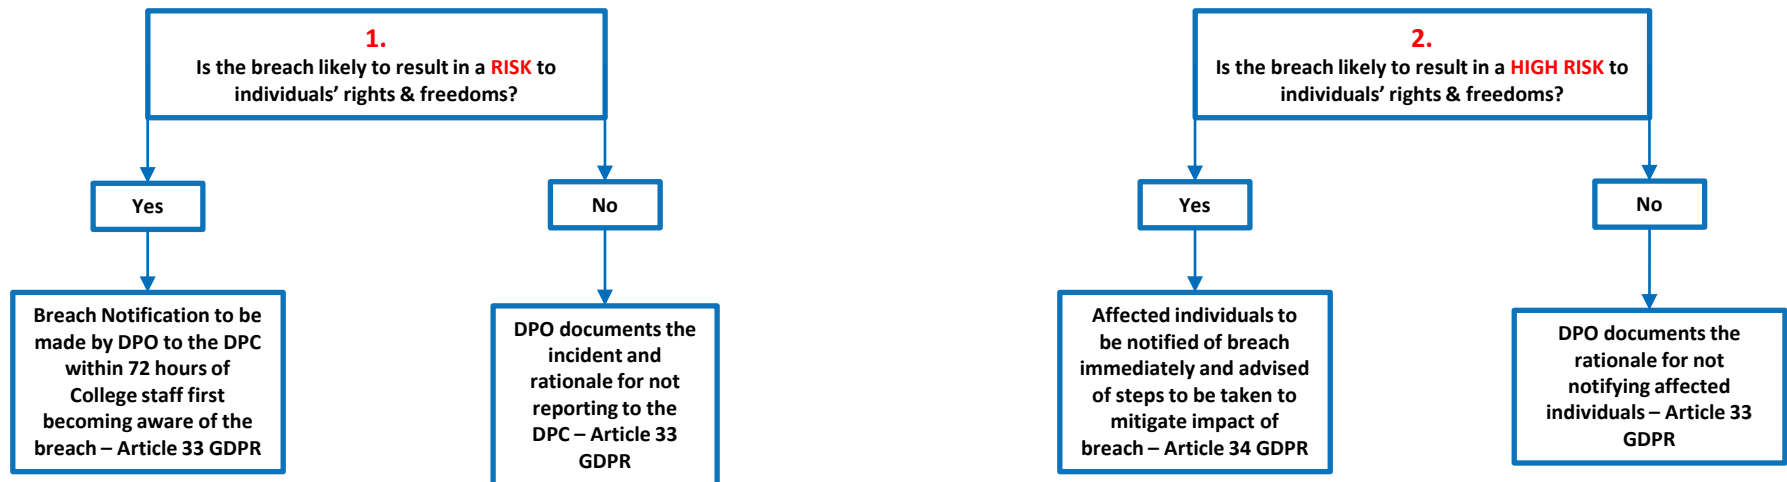 1.
Is the breach likely to result in a RISK to
individuals’ rights & freedoms?
Yes
No
Breach Notification to be
made by DPO to the DPC
within 72 hours of
College staff first
becoming aware of the
breach – Article 33 GDPR
DPO documents the
incident and
rationale for not
reporting to the
DPC – Article 33
GDPR
2.
Is the breach likely to result in a HIGH RISK to
individuals’ rights & freedoms?
Yes
No
Affected individuals to
be notified of breach
immediately and advised
of steps to be taken to
mitigate impact of
breach – Article 34 GDPR
DPO documents the
rationale for not
notifying affected
individuals – Article 33
GDPR